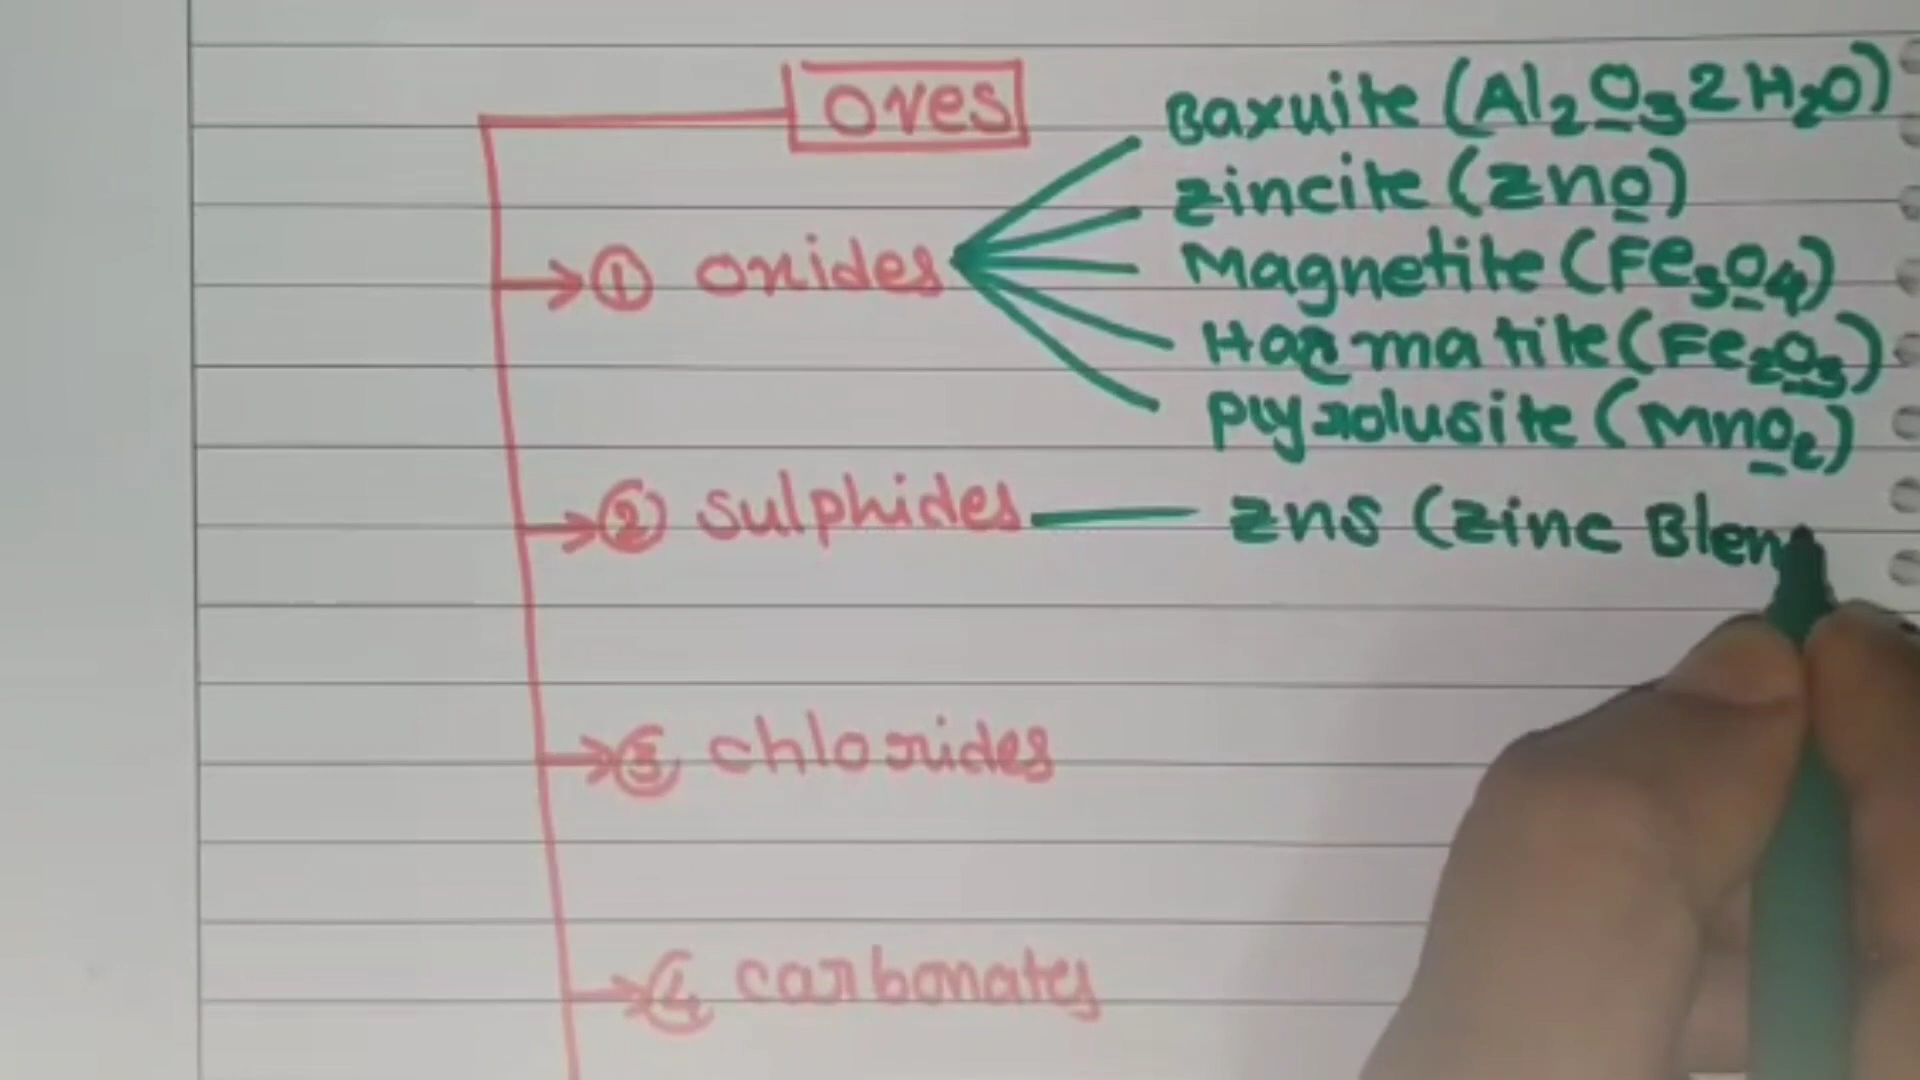 Ores
Baxuite (Al2O3 2H2O)
zincite (zno)
① oxides
Magnetite (Fe3O4)
Haematite (Fe2O3)
Plyrolusite (MnO2)
② sulphides
zns (zinc Blen
③ chlorides
④ carbonates